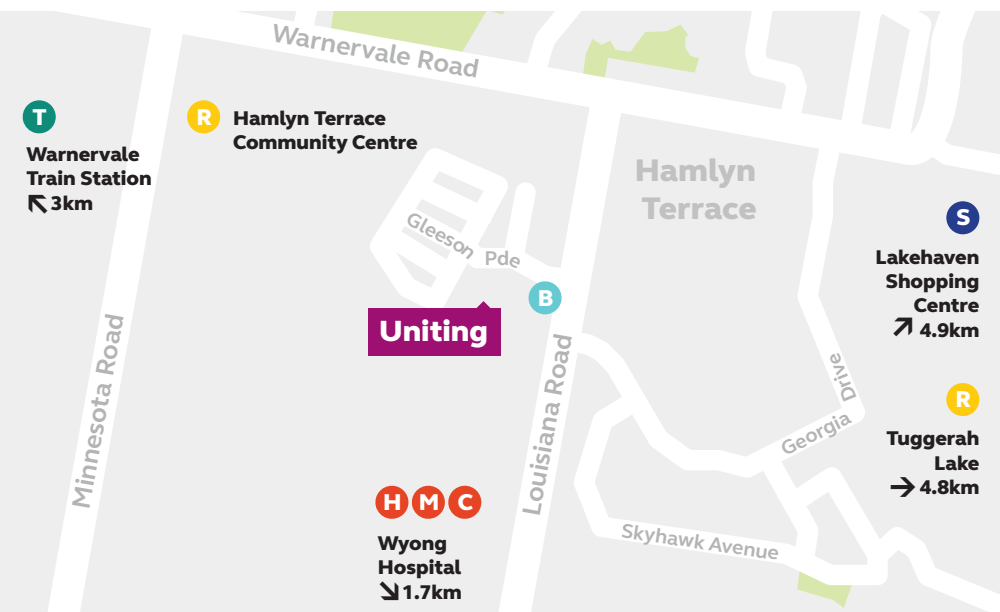 Warnervale Road
T
Warnervale
Train Station
↖ 3km
R
Hamlyn Terrace
Community Centre
Hamlyn
Terrace
S
Lakehaven
Shopping
Centre
↗ 4.9km
Gleeson Pde
B
Uniting
Minnesota Road
Louisiana Road
Georgia Drive
R
Tuggerah
Lake
→ 4.8km
H M C
Wyong
Hospital
↘ 1.7km
Skyhawk Avenue